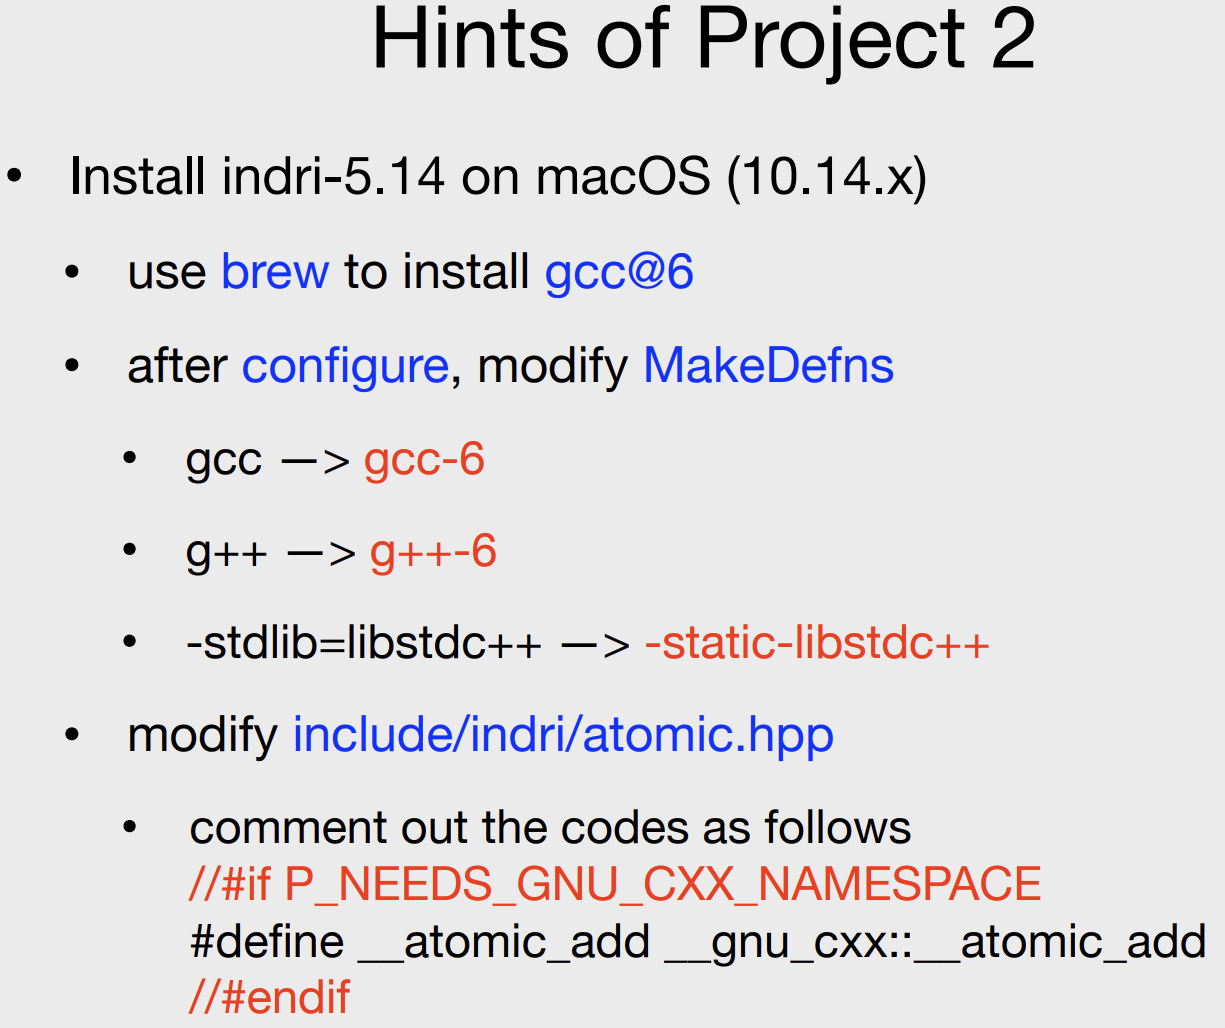 Hints of Project 2
• Install indri-5.14 on macOS (10.14.x)
• use brew to install gcc@6
• after configure, modify MakeDefns
• gcc —> gcc-6
• g++ —> g++-6
• -stdlib=libstdc++ —> -static-libstdc++
• modify include/indri/atomic.hpp
• comment out the codes as follows
//#if P_NEEDS_GNU_CXX_NAMESPACE
#define __atomic_add __gnu_cxx::__atomic_add
//#endif